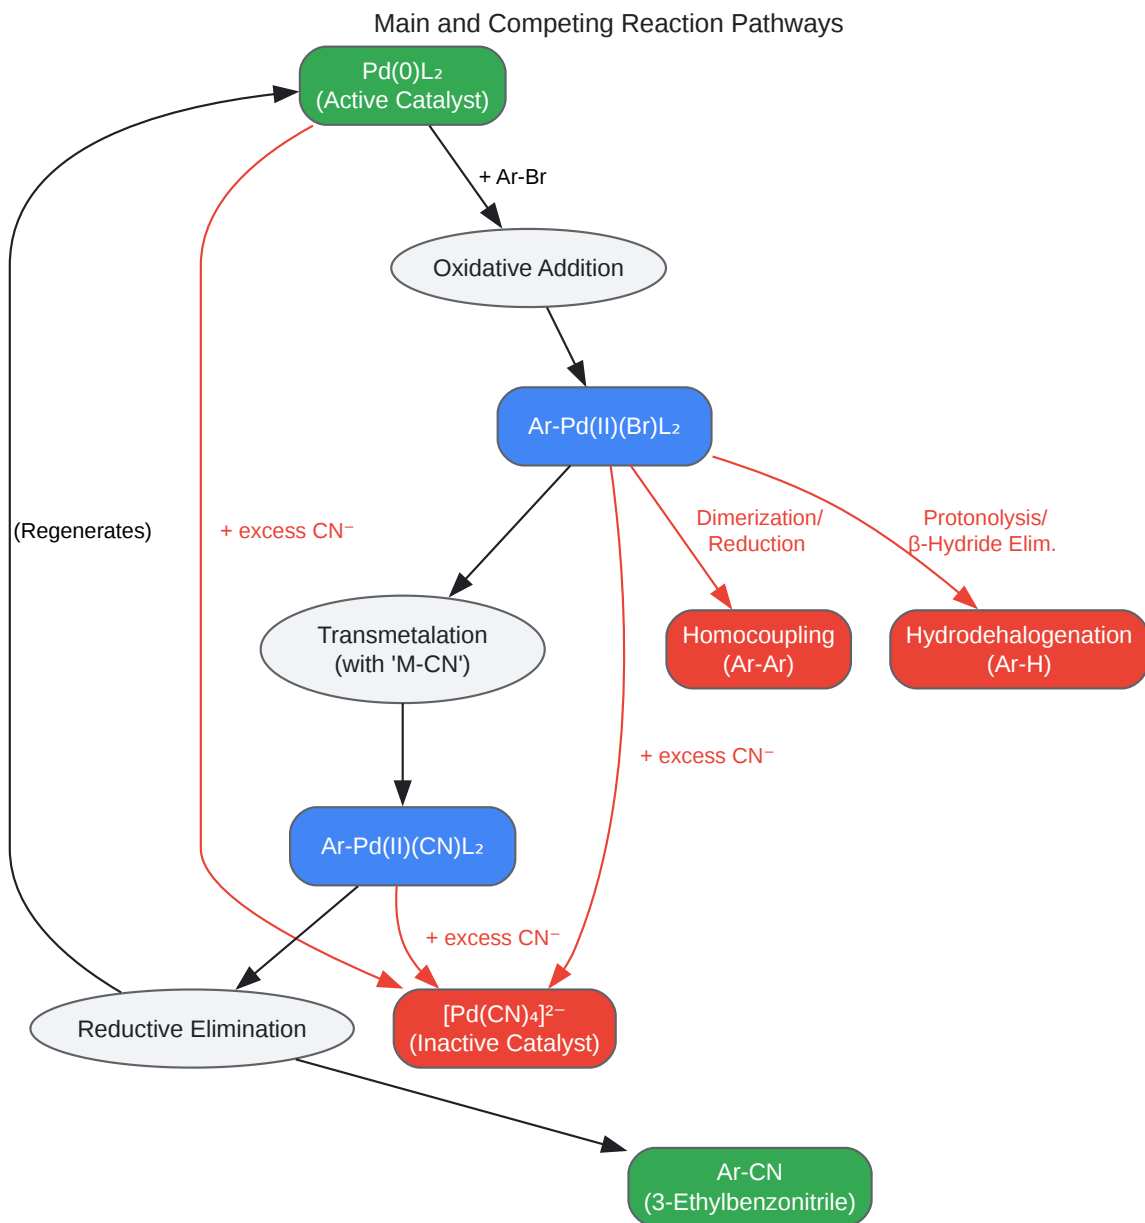 Main and Competing Reaction Pathways
Pd(0)L₂
(Active Catalyst)
+ Ar-Br
Oxidative Addition
Ar-Pd(II)(Br)L₂
(Regenerates)
+ excess CN⁻
Dimerization/
Reduction
Protonolysis/
β-Hydride Elim.
Transmetalation
(with 'M-CN')
Homocoupling
(Ar-Ar)
Hydrodehalogenation
(Ar-H)
+ excess CN⁻
Ar-Pd(II)(CN)L₂
+ excess CN⁻
Reductive Elimination
[Pd(CN)₄]²⁻
(Inactive Catalyst)
Ar-CN
(3-Ethylbenzonitrile)